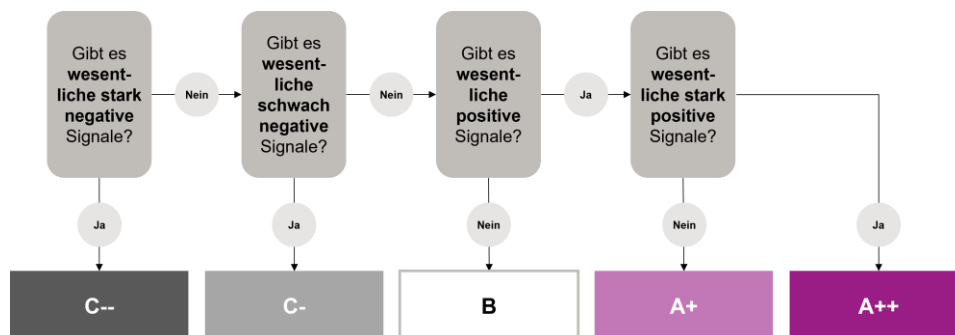 Gibt es
wesent-
liche stark
negative
Signale?
Nein
Gibt es
wesent-
liche
schwach
negative
Signale?
Nein
Gibt es
wesent-
liche
positive
Signale?
Ja
Gibt es
wesent-
liche stark
positive
Signale?
Ja
Ja
Nein
Nein
Ja
C--
C-
B
A+
A++